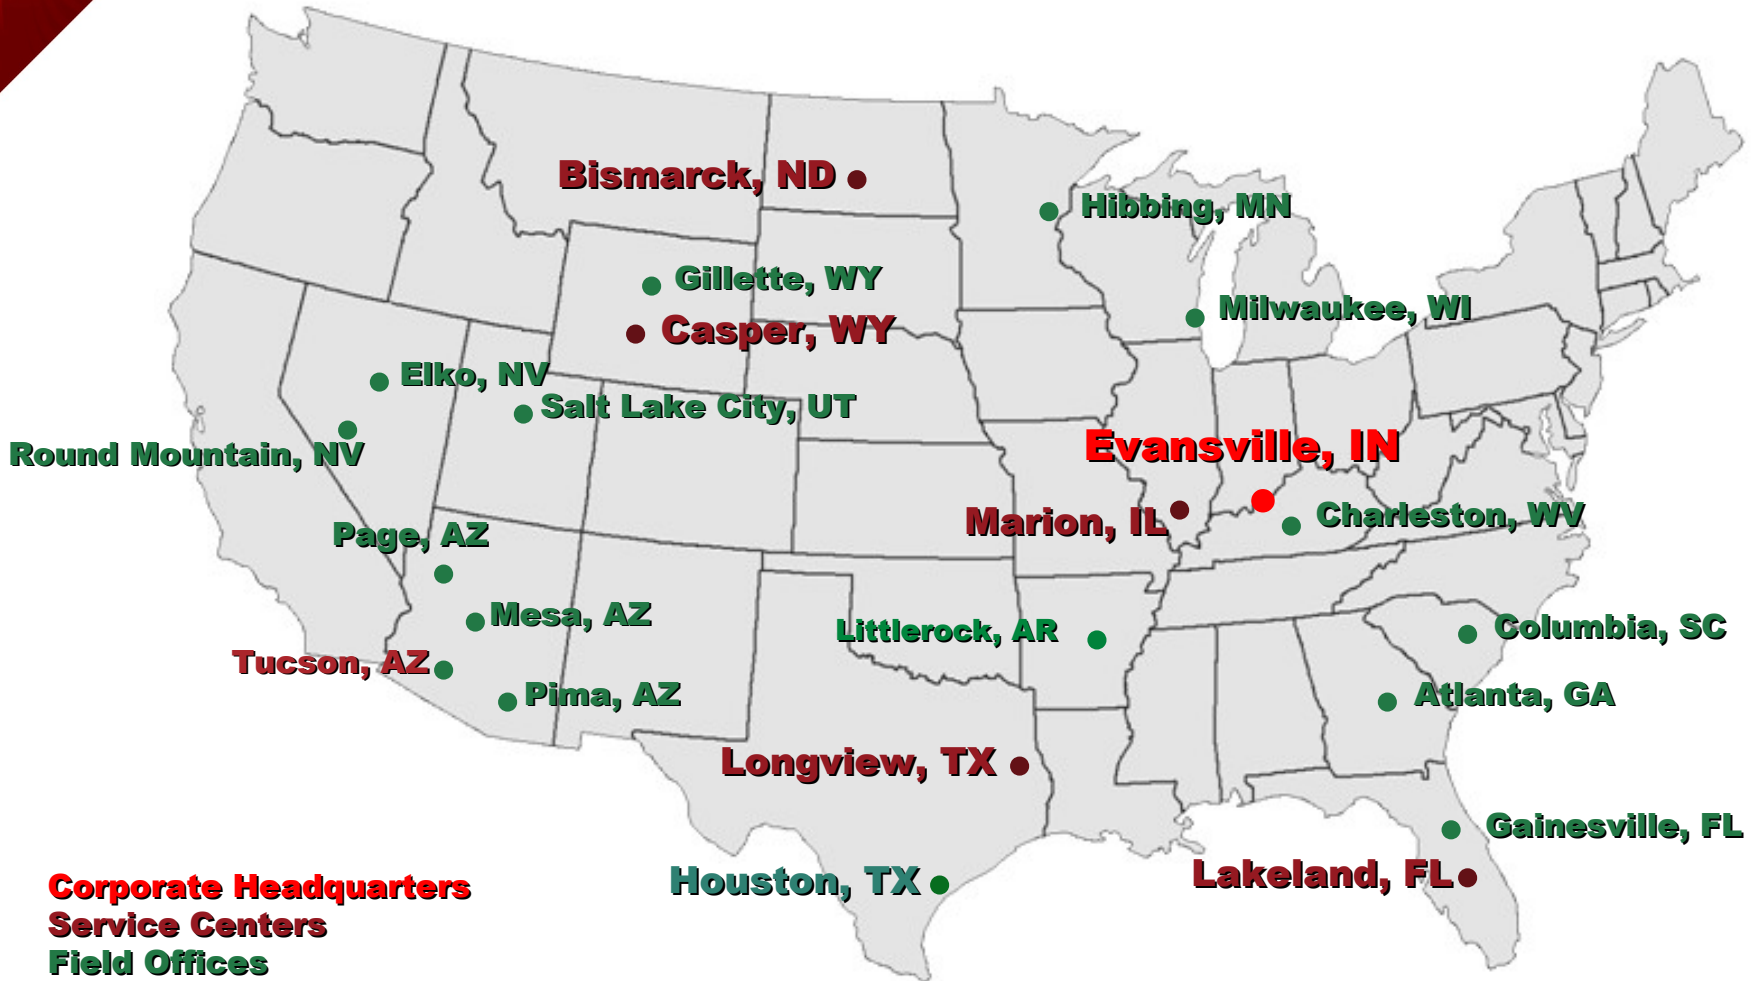 Bismarck, ND
Hibbing, MN
Gillette, WY
Milwaukee, WI
Casper, WY
Elko, NV
Salt Lake City, UT
Round Mountain, NV
Evansville, IN
Marion, IL
Charleston, WV
Page, AZ
Mesa, AZ
Littlerock, AR
Columbia, SC
Tucson, AZ
Pima, AZ
Atlanta, GA
Longview, TX
Gainesville, FL
Houston, TX
Lakeland, FL
Corporate Headquarters
Service Centers
Field Offices